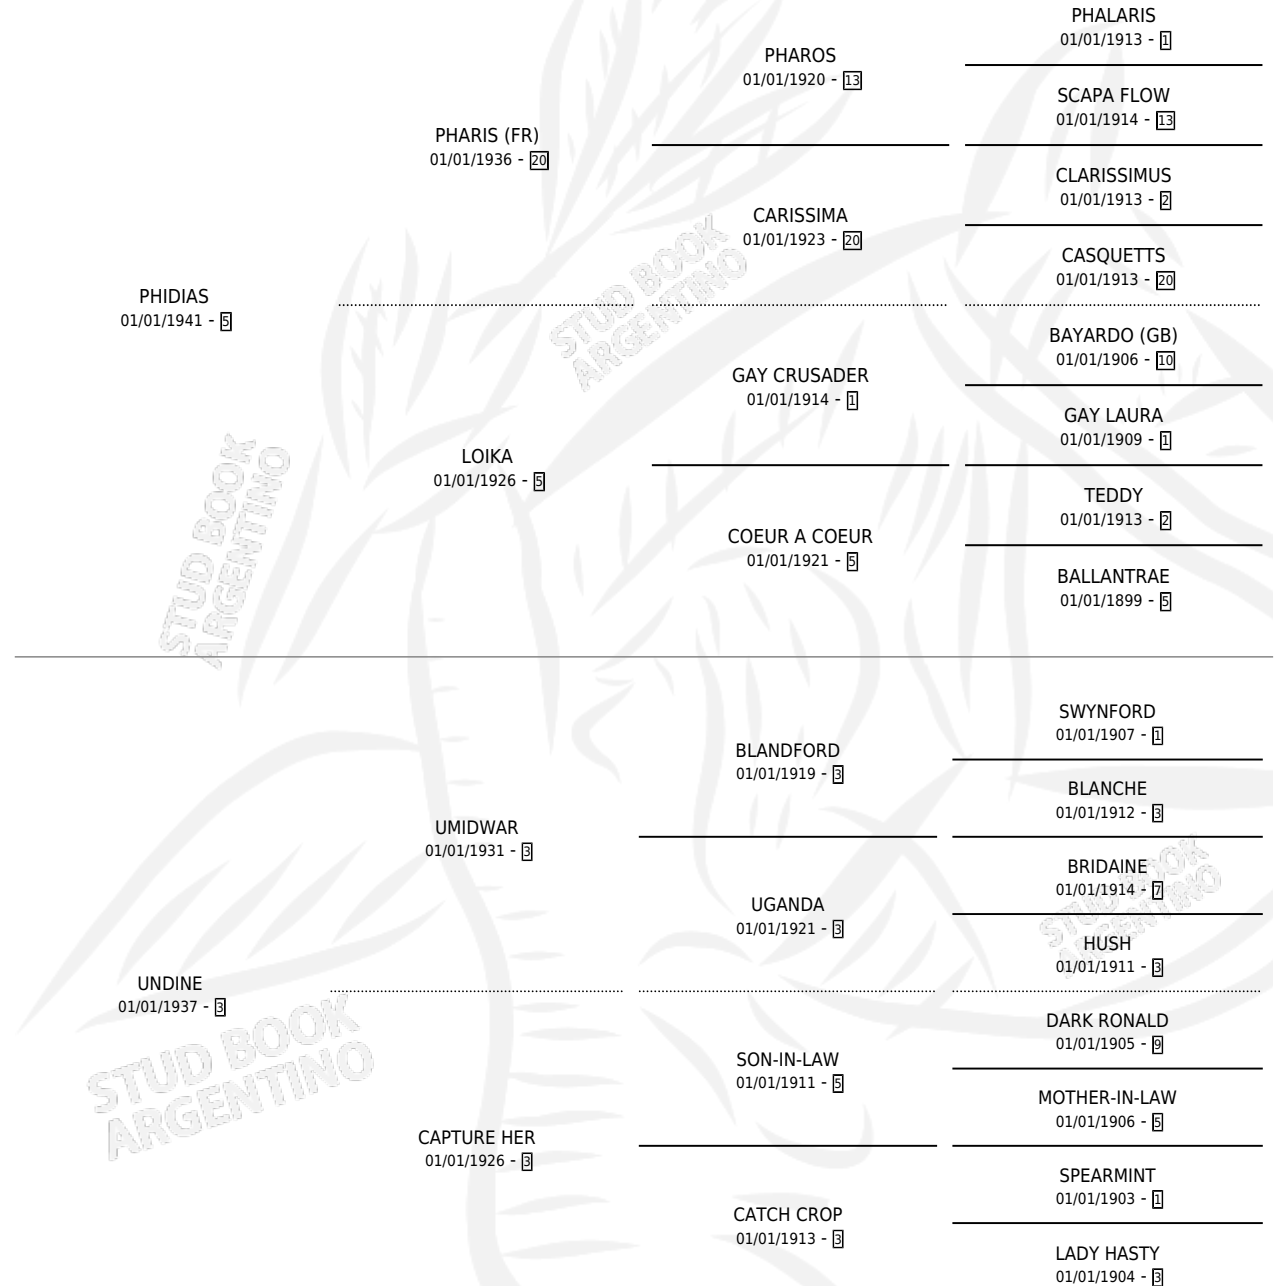 PHALARIS
01/01/1913 - 1
PHAROS
01/01/1920 - 13
SCAPA FLOW
01/01/1914 - 13
PHARIS (FR)
01/01/1936 - 20
CLARISSIMUS
01/01/1913 - 2
CARISSIMA
01/01/1923 - 20
CASQUETTS
01/01/1913 - 20
PHIDIAS
01/01/1941 - 5
STUD BOOK
ARGENTINO
BAYARDO (GB)
01/01/1906 - 10
GAY CRUSADER
01/01/1914 - 1
GAY LAURA
01/01/1909 - 1
LOIKA
01/01/1926 - 5
TEDDY
01/01/1913 - 2
COEUR A COEUR
01/01/1921 - 5
BALLANTRAE
01/01/1899 - 5
STUD BOOK
ARGENTINO
SWYNFORD
01/01/1907 - 1
BLANDFORD
01/01/1919 - 3
BLANCHE
01/01/1912 - 3
UMIDWAR
01/01/1931 - 3
BRIDAINE
01/01/1914 - 7
UGANDA
01/01/1921 - 3
STUD BOOK
ARGENTINO
HUSH
01/01/1911 - 3
UNDINE
01/01/1937 - 3
DARK RONALD
01/01/1905 - 9
SON-IN-LAW
01/01/1911 - 5
MOTHER-IN-LAW
01/01/1906 - 5
STUD BOOK
ARGENTINO
CAPTURE HER
01/01/1926 - 3
SPEARMINT
01/01/1903 - 1
CATCH CROP
01/01/1913 - 3
LADY HASTY
01/01/1904 - 3